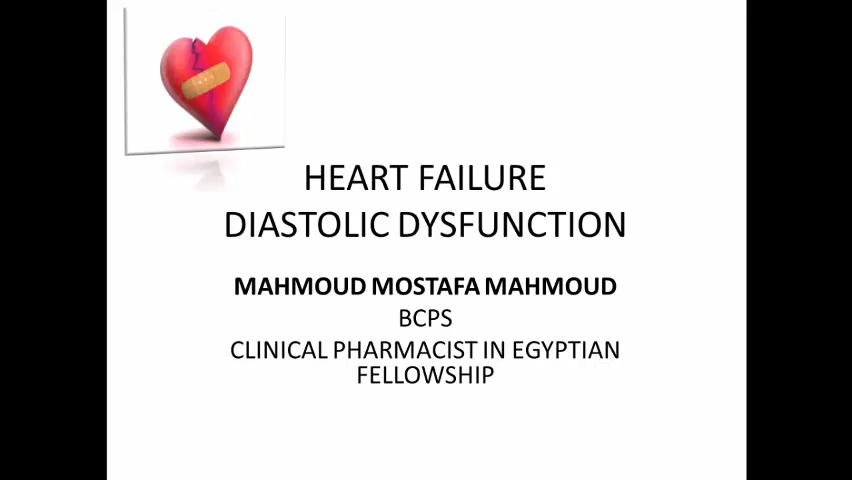 HEART FAILURE
DIASTOLIC DYSFUNCTION
MAHMOUD MOSTAFA MAHMOUD
BCPS
CLINICAL PHARMACIST IN EGYPTIAN
FELLOWSHIP